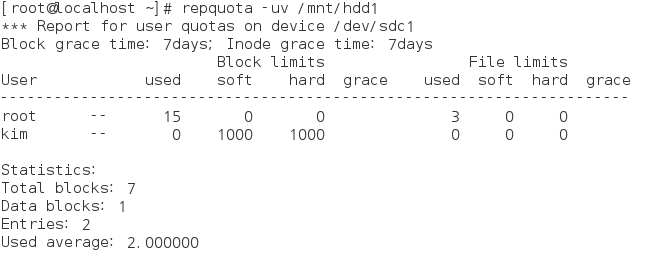 [root@localhost ~]# repquota -uv /mnt/hdd1
*** Report for user quotas on device /dev/sdc1
Block grace time: 7days; Inode grace time: 7days
                        Block limits                File limits
User            used    soft    hard  grace    used  soft  hard  grace
----------------------------------------------------------------------
root      --      15       0       0              3     0     0
kim       --       0    1000    1000              0     0     0

Statistics:
Total blocks: 7
Data blocks: 1
Entries: 2
Used average: 2.000000